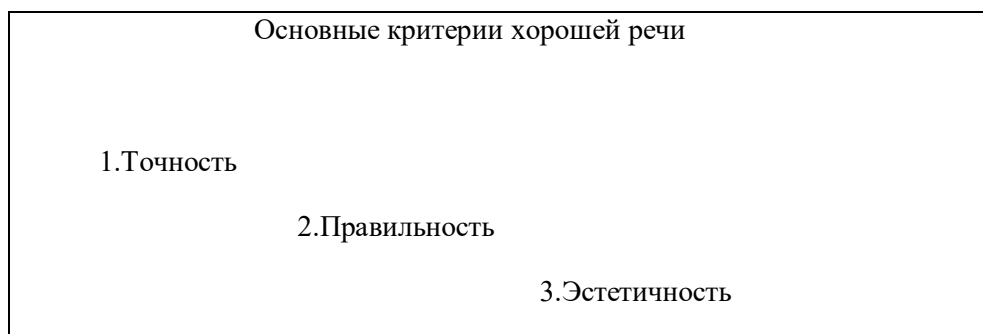 Основные критерии хорошей речи
1.Точность
2.Правильность
3.Эстетичность